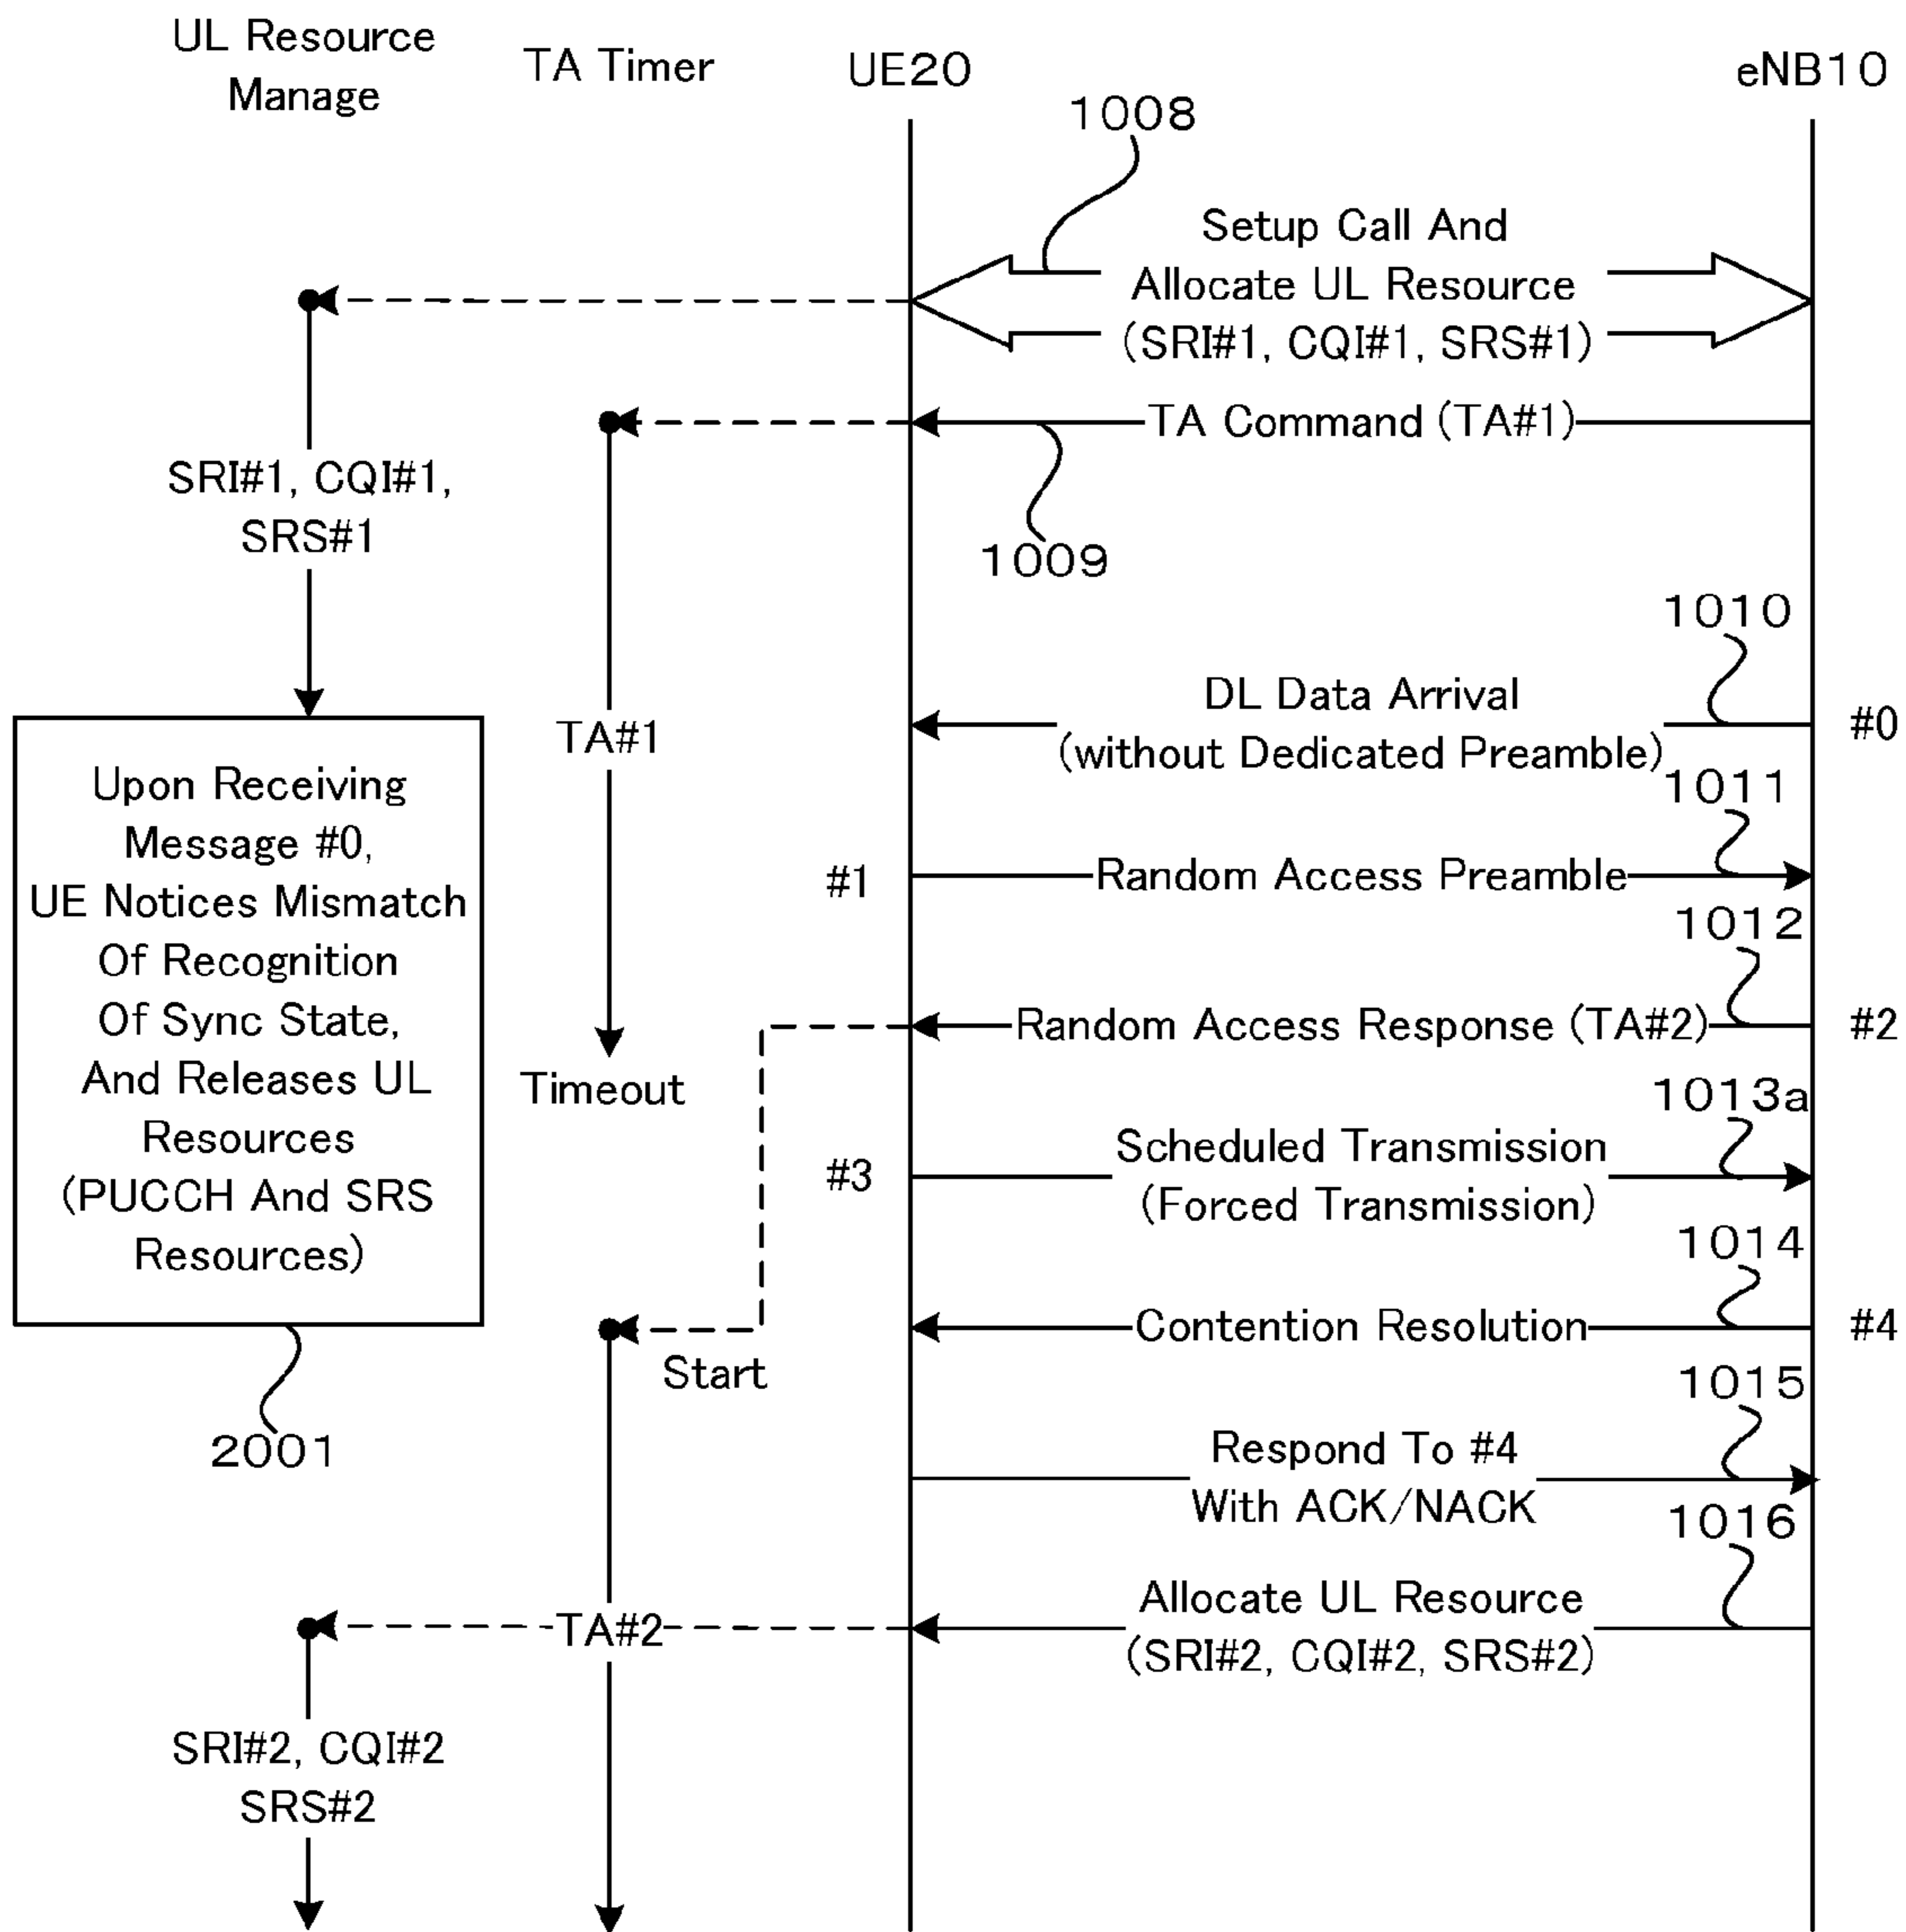 UL Resource
Manage
TA Timer
UE20
eNB10
1008
Setup Call And
Allocate UL Resource
(SRI#1, CQI#1, SRS#1)
TA Command (TA#1)
SRI#1, CQI#1,
SRS#1
1009
1010
DL Data Arrival
(without Dedicated Preamble)
#0
TA#1
Upon Receiving
Message #0,
UE Notices Mismatch
Of Recognition
Of Sync State,
And Releases UL
Resources
(PUCCH And SRS
Resources)
1011
#1
Random Access Preamble
1012
Random Access Response (TA#2)
#2
Timeout
1013a
#3
Scheduled Transmission
(Forced Transmission)
1014
Contention Resolution
#4
Start
2001
1015
Respond To #4
With ACK/NACK
1016
Allocate UL Resource
(SRI#2, CQI#2, SRS#2)
TA#2
SRI#2, CQI#2
SRS#2